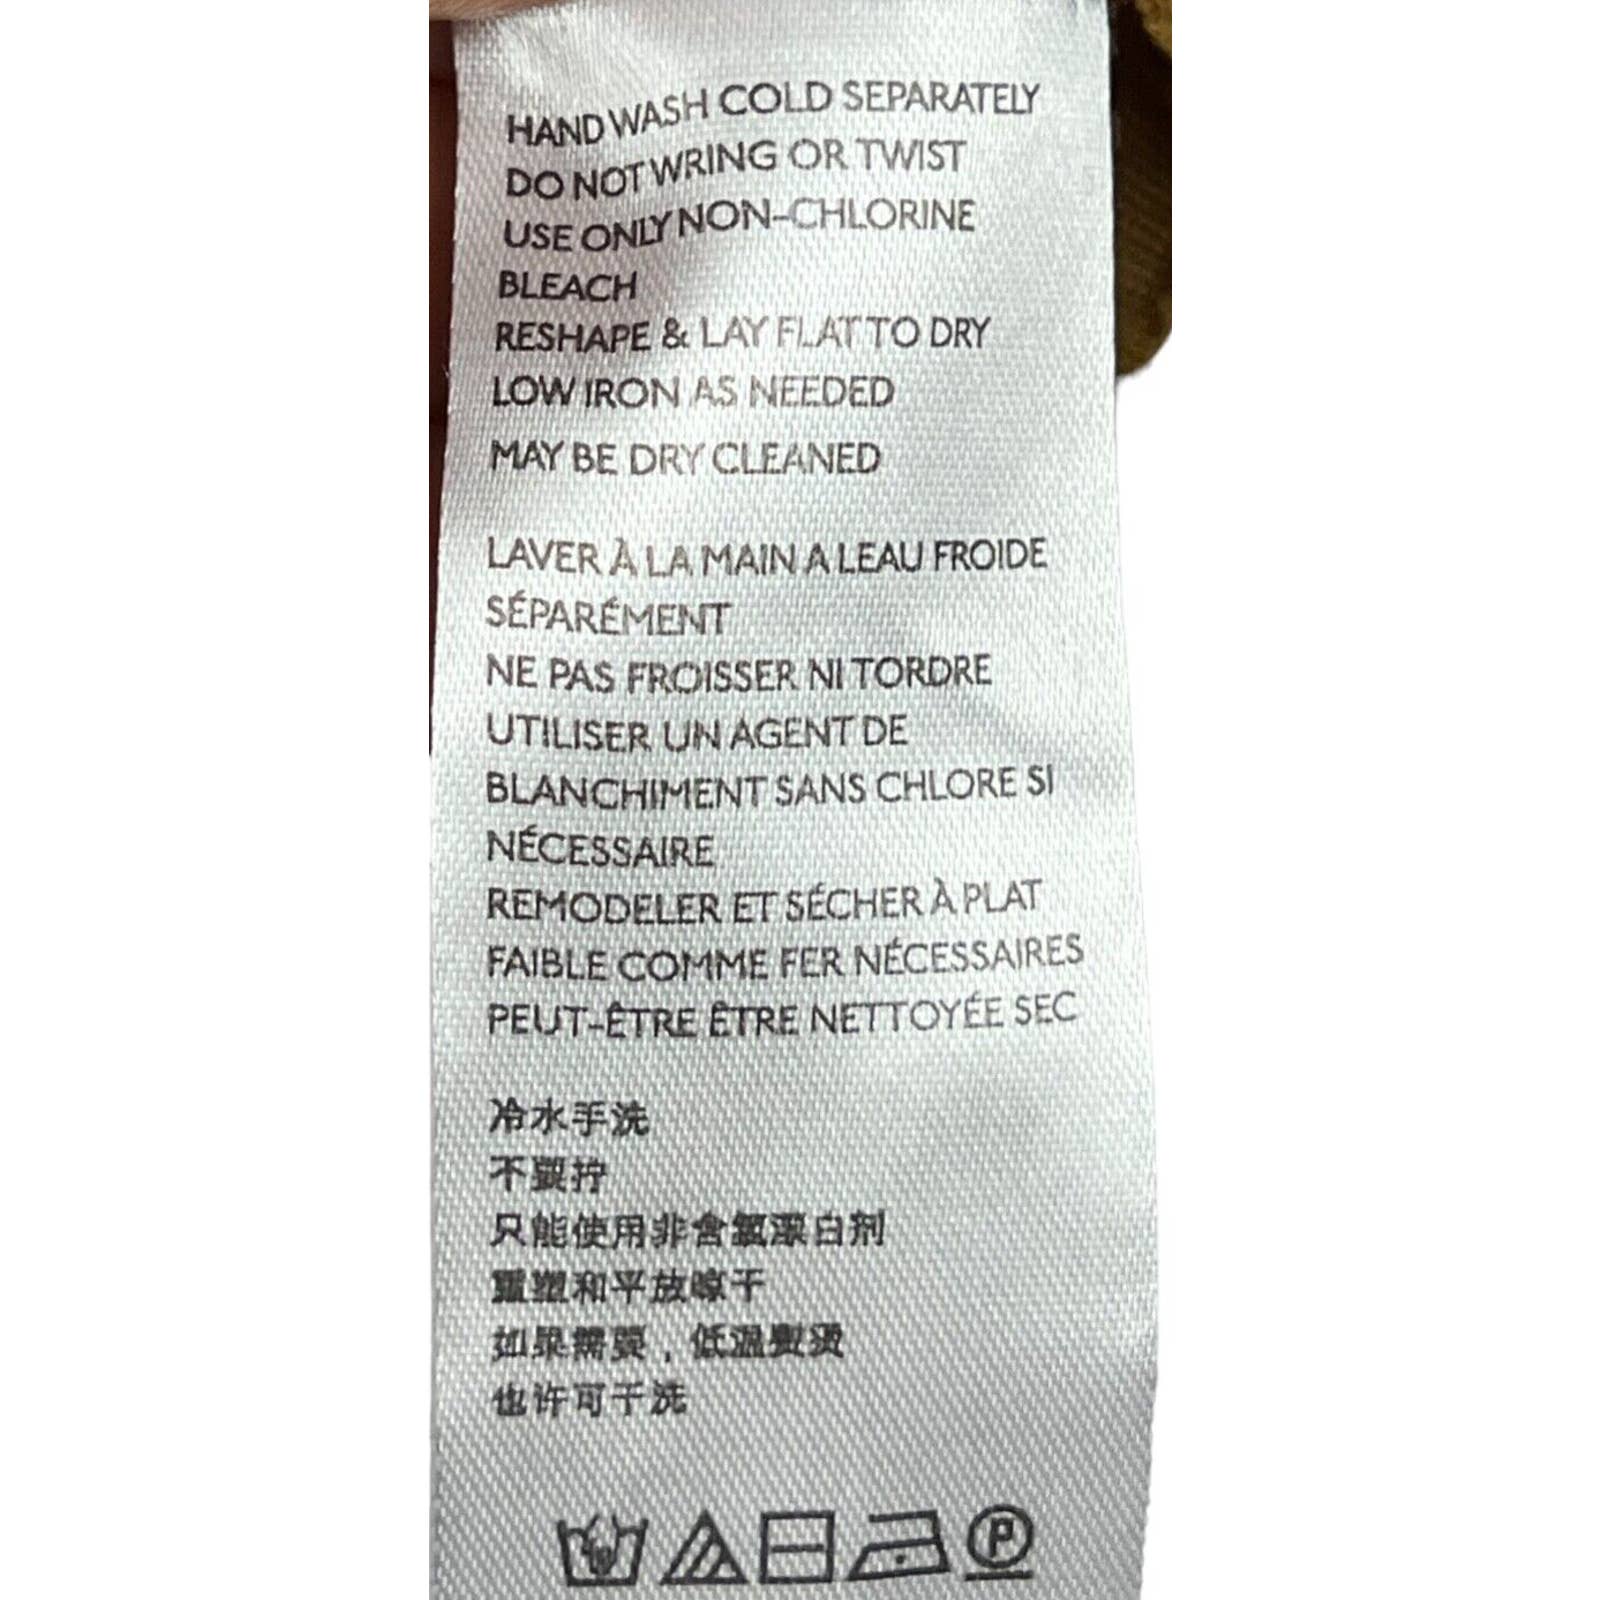 HAND WASH COLD SEPARATELY
DO NOT WRING OR TWIST
USE ONLY NON-CHLORINE
BLEACH
RESHAPE & LAY FLAT TO DRY
LOW IRON AS NEEDED
MAY BE DRY CLEANED
LAVER À LA MAIN A LEAU FROIDE
SÉPARÉMENT
NE PAS FROISSER NI TORDRE
UTILISER UN AGENT DE
BLANCHIMENT SANS CHLORE SI
NÉCESSAIRE
REMODELER ET SÉCHER À PLAT
FAIBLE COMME FER NÉCESSAIRES
PEUT-ÊTRE ÊTRE NETTOYÉE SEC
冷水手洗
不要拧
只能使用非含氯漂白剂
重塑和平放晾干
如果需要，低温熨烫
也许可干洗
P